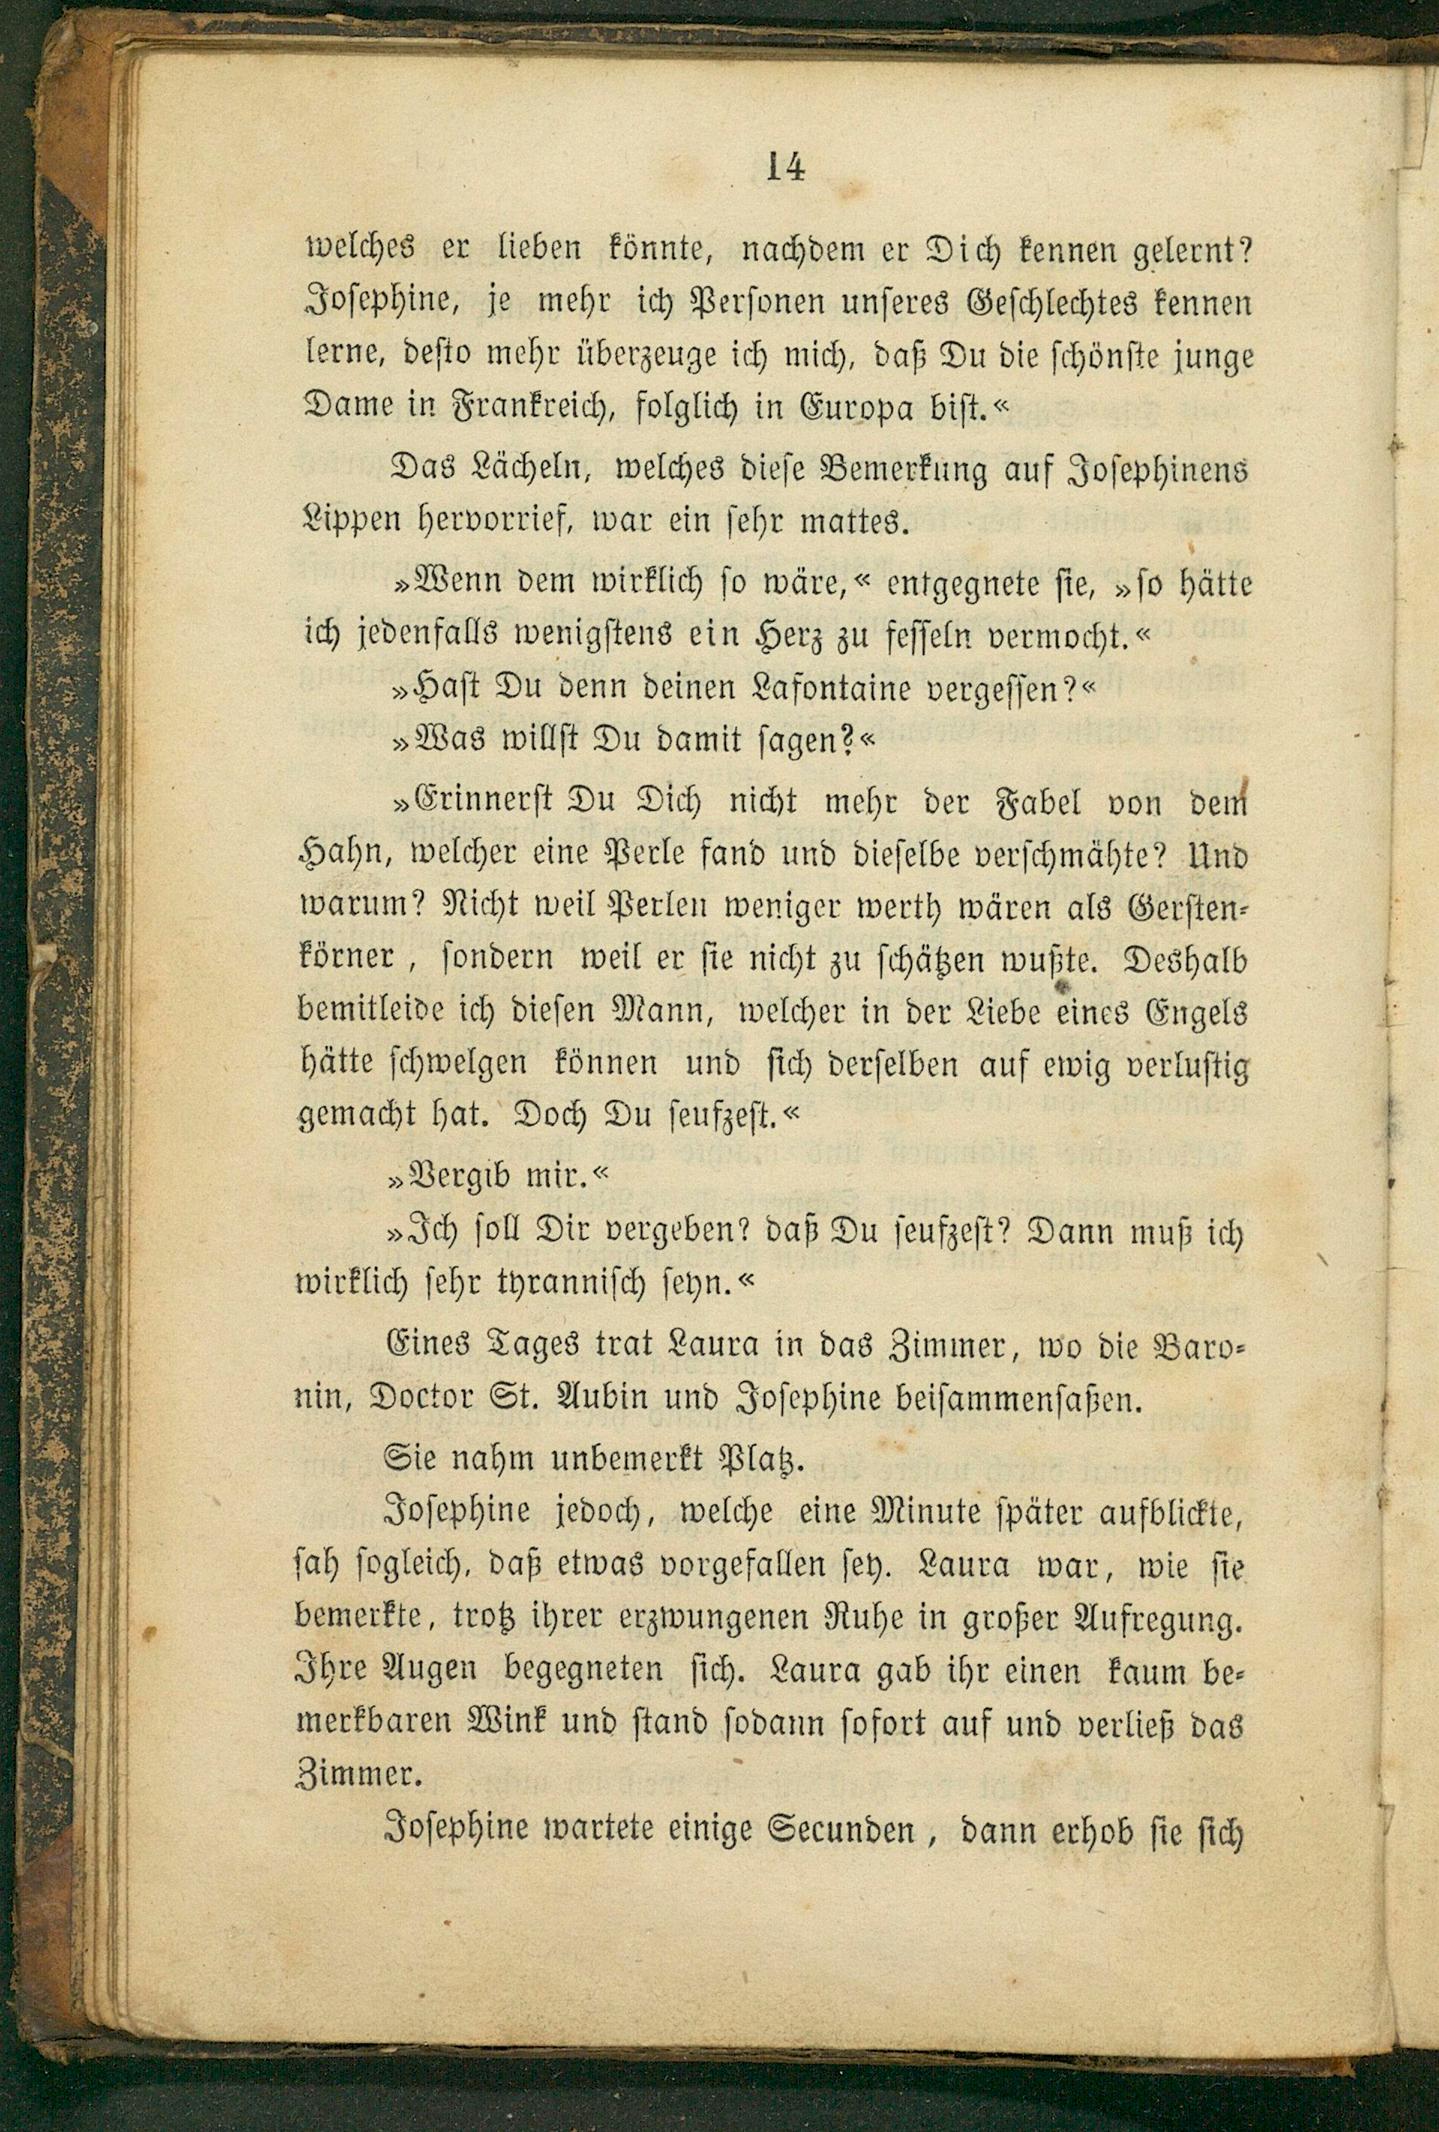 14
welches er lieben könnte, nachdem er Dich kennen gelernt?
Josephine, je mehr ich Personen unseres Geschlechtes kennen
lerne, desto mehr überzeuge ich mich, daß Du die schönste junge
Dame in Frankreich, folglich in Europa bist.«
Das Lächeln, welches diese Bemerkung auf Josephinens
Lippen hervorrief, war ein sehr mattes.
»Wenn dem wirklich so wäre,« entgegnete sie, »so hätte
ich jedenfalls wenigstens ein Herz zu fesseln vermocht.«
»Hast Du denn deinen Lafontaine vergessen?«
»Was willst Du damit sagen?«
»Erinnerst Du Dich nicht mehr der Fabel von dem
Hahn, welcher eine Perle fand und dieselbe verschmähte? Und
warum? Nicht weil Perlen weniger werth wären als Gersten-
körner, sondern weil er sie nicht zu schätzen wußte. Deshalb
bemitleide ich diesen Mann, welcher in der Liebe eines Engels
hätte schwelgen können und sich derselben auf ewig verlustig
gemacht hat. Doch Du seufzest.«
»Vergib mir.«
»Ich soll Dir vergeben? daß Du seufzest? Dann muß ich
wirklich sehr tyrannisch seyn.«
Eines Tages trat Laura in das Zimmer, wo die Baro-
nin, Doctor St. Aubin und Josephine beisammensaßen.
Sie nahm unbemerkt Platz.
Josephine jedoch, welche eine Minute später aufblickte,
sah sogleich, daß etwas vorgefallen sey. Laura war, wie sie
bemerkte, trotz ihrer erzwungenen Ruhe in großer Aufregung.
Ihre Augen begegneten sich. Laura gab ihr einen kaum be-
merkbaren Wink und stand sodann sofort auf und verließ das
Zimmer.
Josephine wartete einige Secunden, dann erhob sie sich